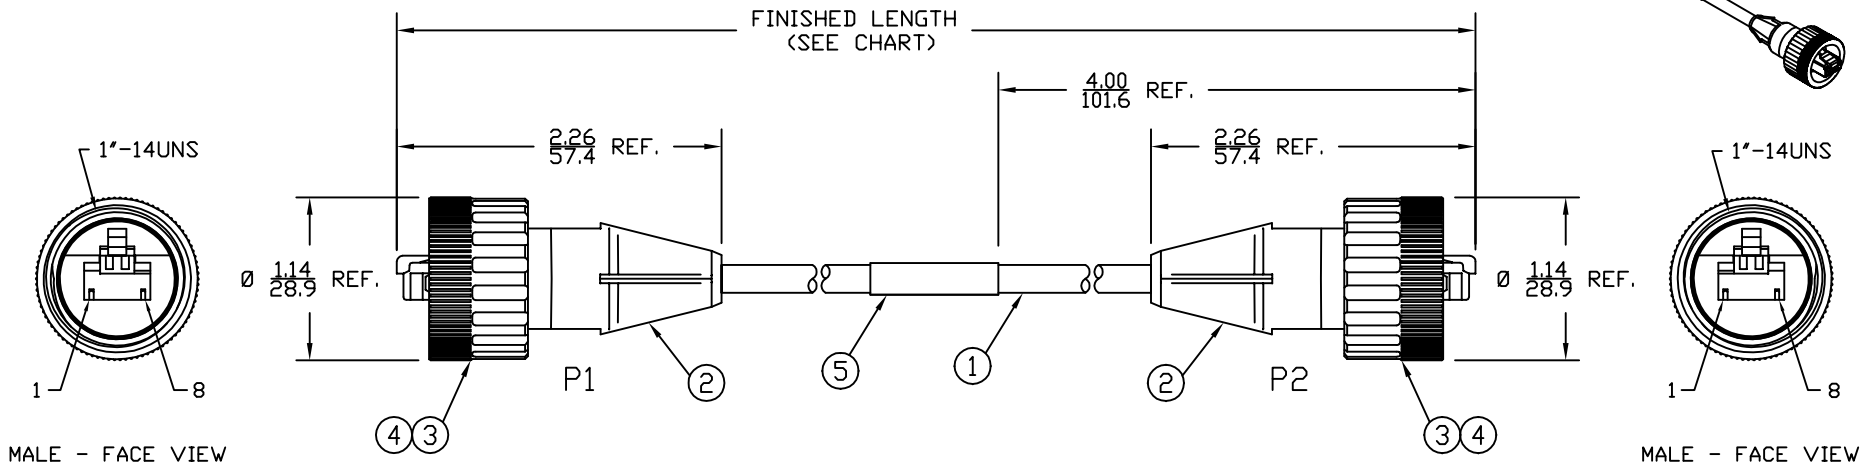 FINISHED LENGTH
(SEE CHART)
4.00
101.6 REF.
2.26
57.4 REF.
2.26
57.4 REF.
1"-14UNS
1"-14UNS
Ø 1.14
28.9 REF.
Ø 1.14
28.9 REF.
1
8
P1
2
5
1
2
P2
1
8
4 3
3 4
MALE - FACE VIEW
MALE - FACE VIEW